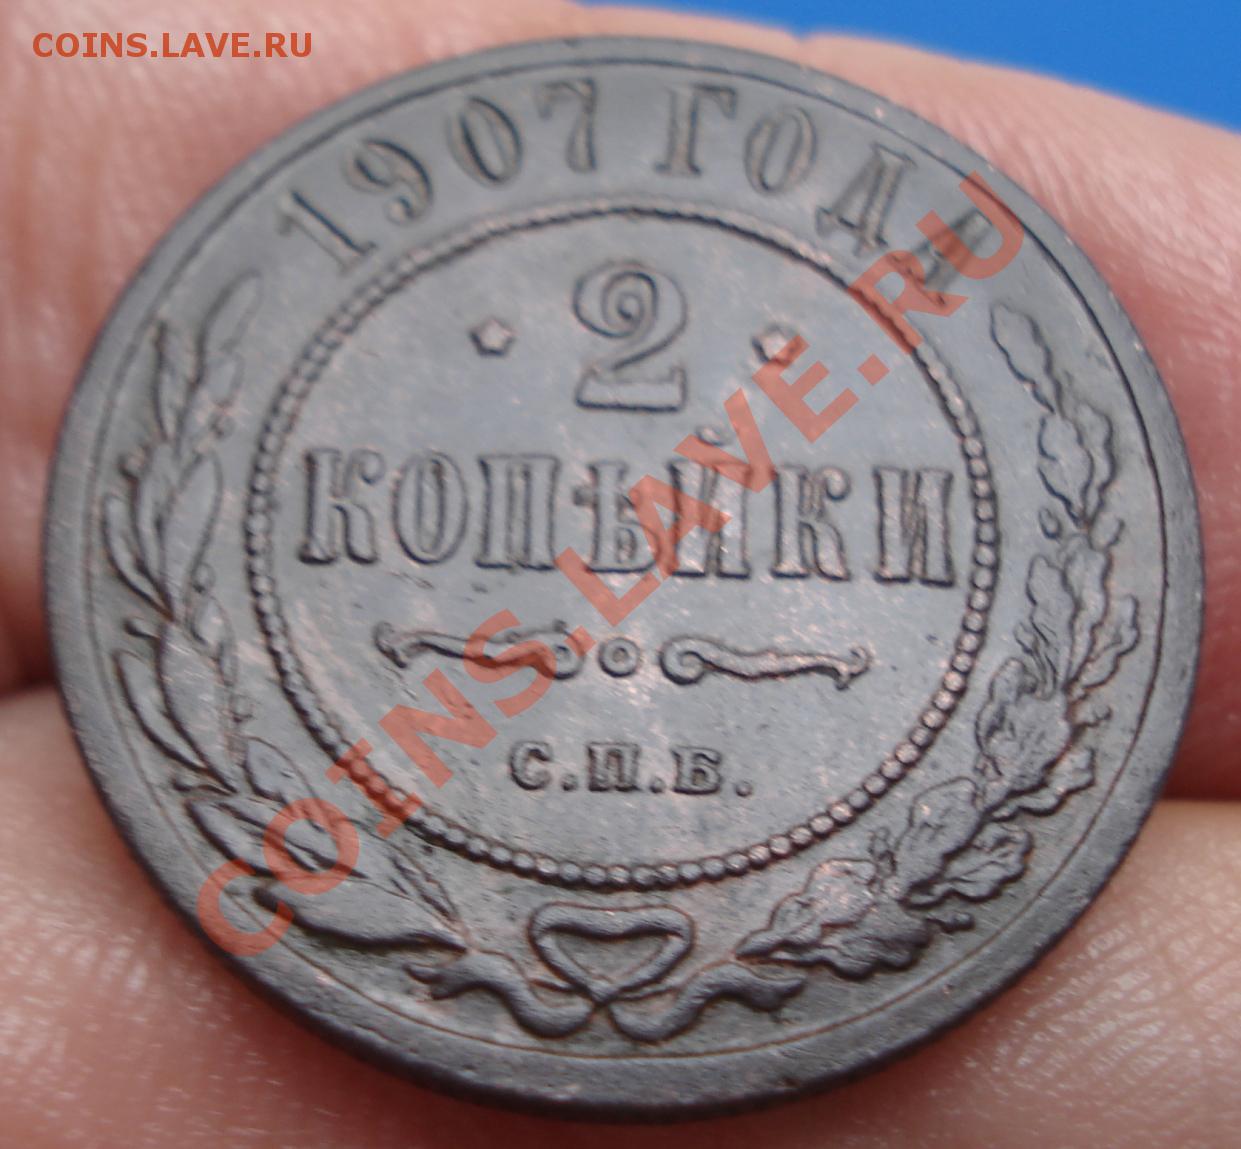 COINS.LAVE.RU
1907 ГОДА
2
КОПѢЙКИ
С.П.Б.
COINS.LAVE.RU